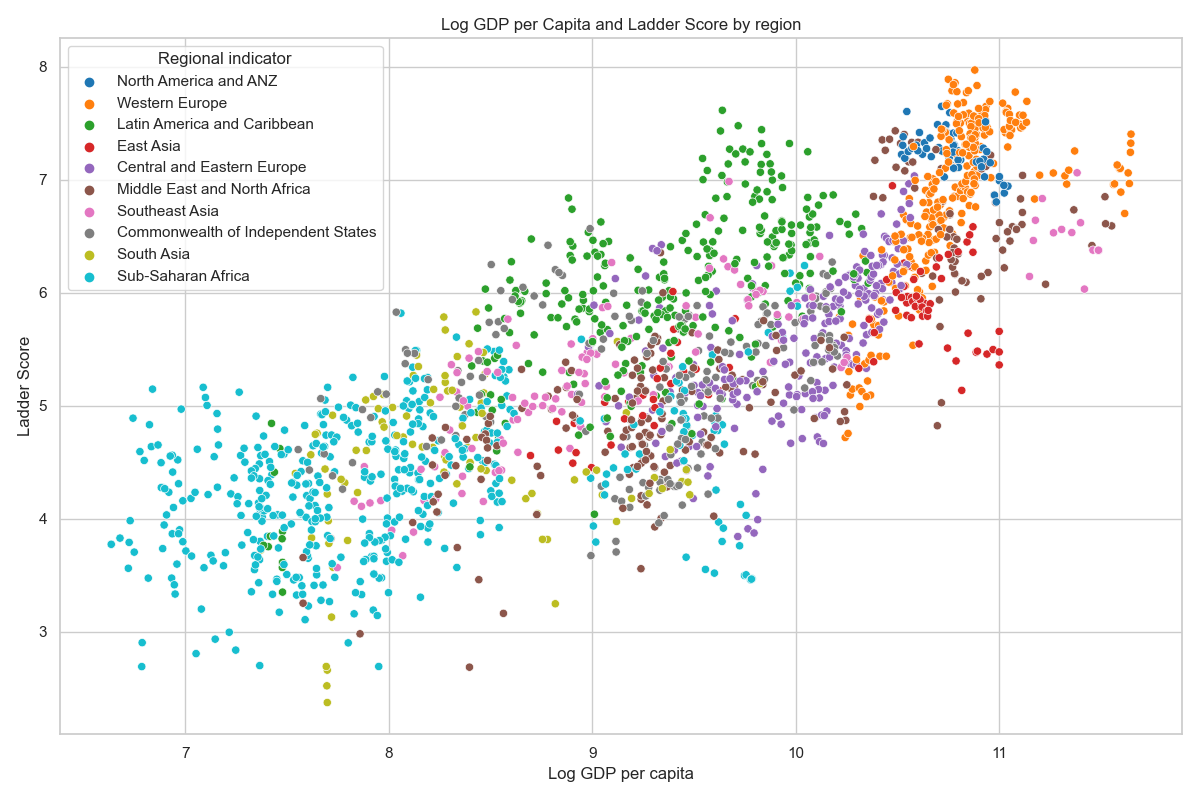 Log GDP per Capita and Ladder Score by region
Regional indicator
North America and ANZ
Western Europe
Latin America and Caribbean
East Asia
Central and Eastern Europe
Middle East and North Africa
Southeast Asia
Commonwealth of Independent States
South Asia
Sub-Saharan Africa
Ladder Score
8
7
6
5
4
3
7 8 9 10 11
Log GDP per capita